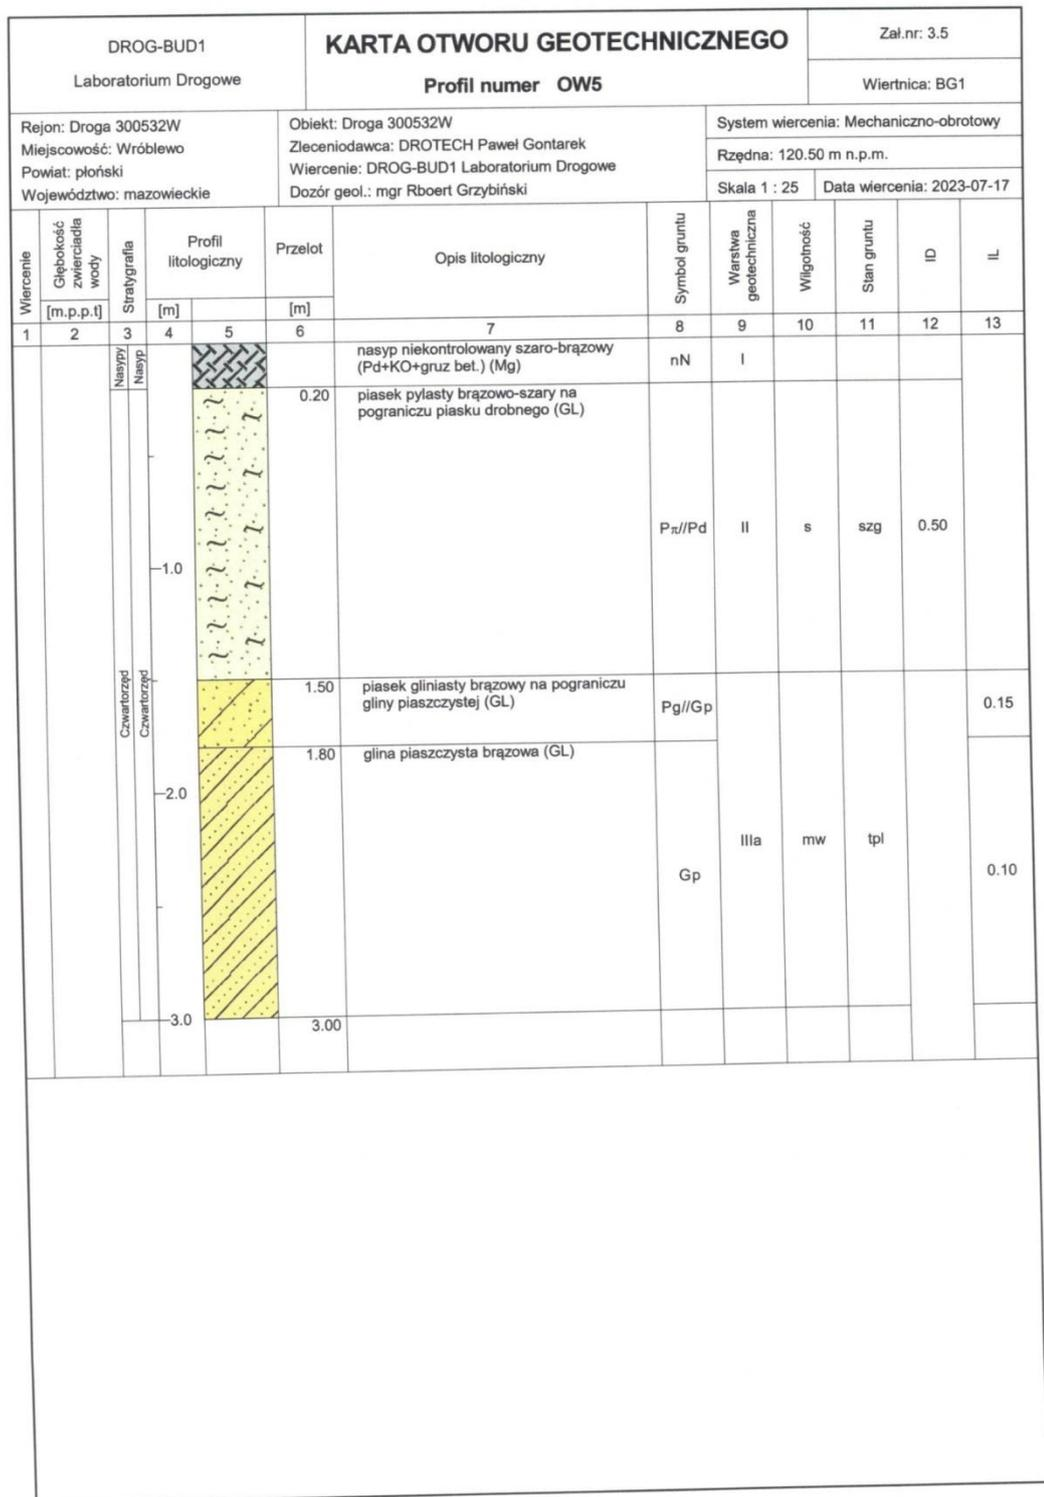 DROG-BUD1
Laboratorium Drogowe
KARTA OTWORU GEOTECHNICZNEGO
Profil numer OW5
Zał.nr: 3.5
Wiertnica: BG1
Rejon: Droga 300532W
Miejscowość: Wróblewo
Powiat: płoński
Województwo: mazowieckie
Obiekt: Droga 300532W
Zleceniodawca: DROTECH Paweł Gontarek
Wiercenie: DROG-BUD1 Laboratorium Drogowe
Dozór geol.: mgr Rboert Grzybiński
System wiercenia: Mechaniczno-obrotowy
Rzędna: 120.50 m n.p.m.
Skala 1 : 25
Data wiercenia: 2023-07-17
Wiercenie
Głębokość
zwierciadła
wody
[m.p.p.t]
Stratygrafia
Profil
litologiczny
[m]
Przelot
[m]
Opis litologiczny
Symbol gruntu
Warstwa
geotechniczna
Wilgotność
Stan gruntu
ID
IL
1 2 3 4 5 6 7 8 9 10 11 12 13
Nasypy
Nasyp
nasyp niekontrolowany szaro-brązowy
(Pd+KO+gruz bet.) (Mg)
nN I
0.20
piasek pylasty brązowo-szary na
pograniczu piasku drobnego (GL)
Pπ//Pd II s szg 0.50
1.0
Czwartorzęd
Czwartorzęd
1.50
piasek gliniasty brązowy na pograniczu
gliny piaszczystej (GL)
Pg//Gp
0.15
1.80
glina piaszczysta brązowa (GL)
2.0
Gp
IIIa mw tpl
0.10
3.0
3.00